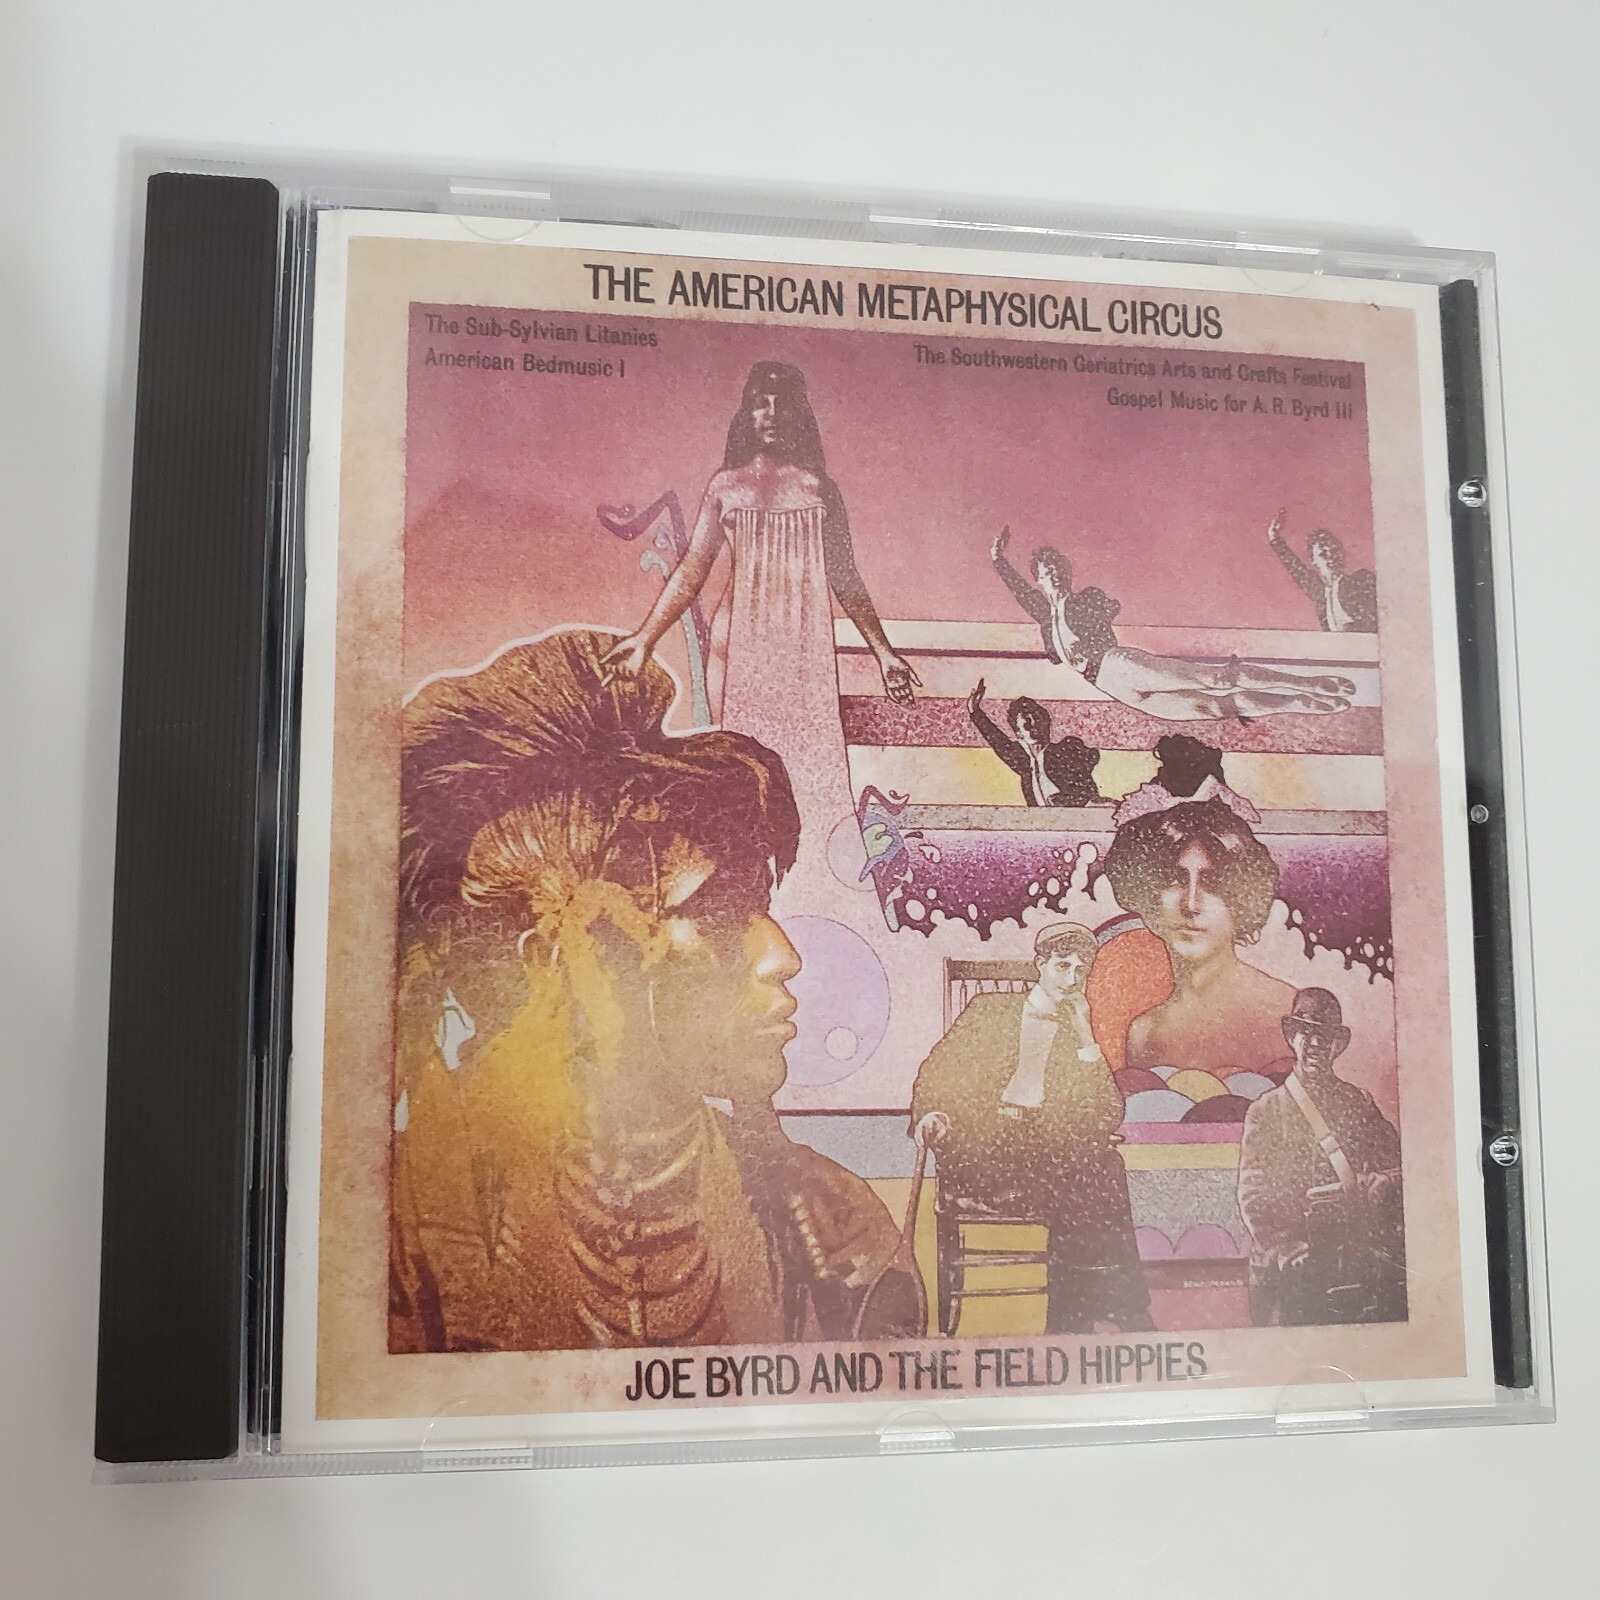 THE AMERICAN METAPHYSICAL CIRCUS
The Sub-Sylvian Litanies
American Bedmusic I
The Southwestern Geriatrics Arts and Crafts Festival
Gospel Music for A. R. Byrd III
JOE BYRD AND THE FIELD HIPPIES